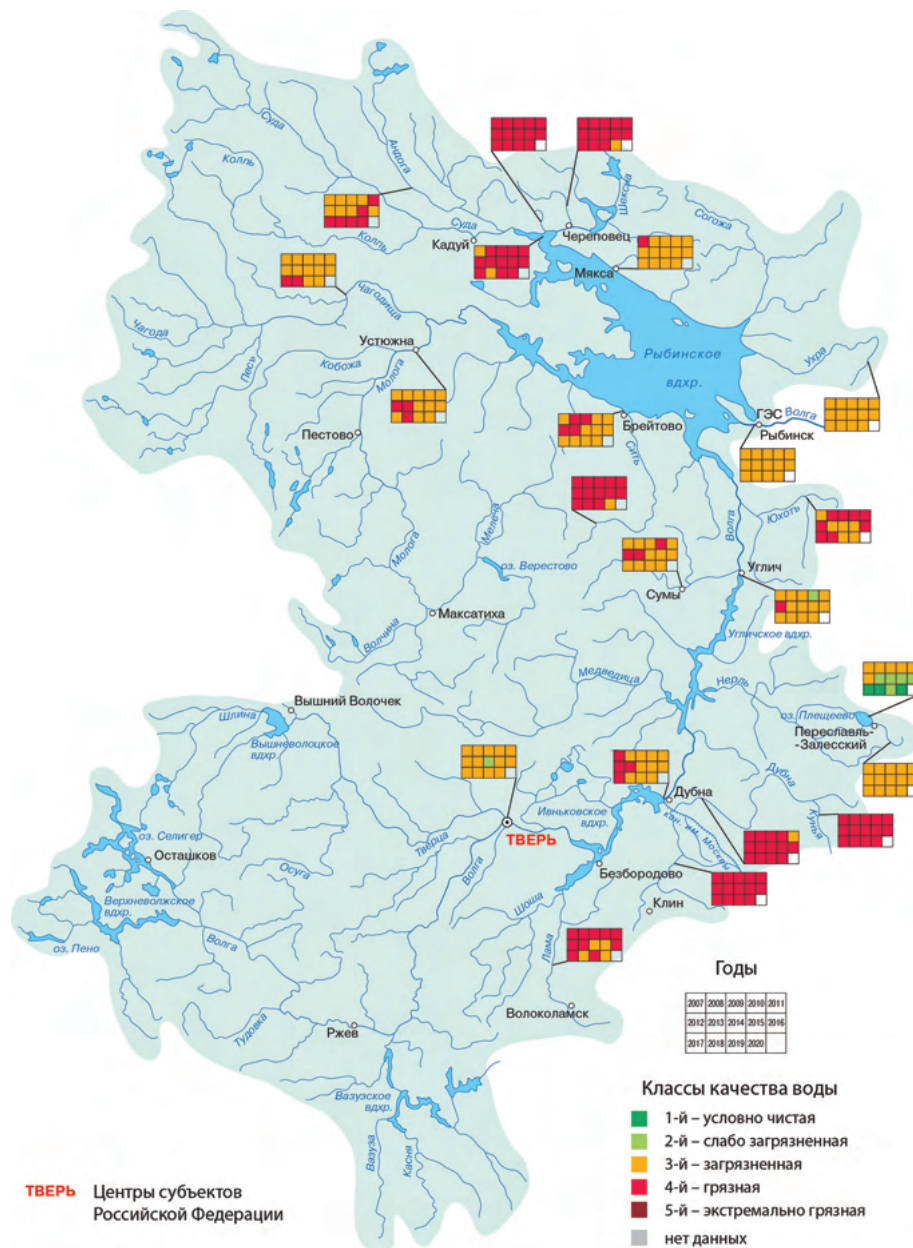 Суда
Колпь
Андога
Шексна
Согожа
Суда
Череповец
Кадуй
Колпь
Мякса
Чагодища
Чагода
Устюжна
Рыбинское
вдхр.
Ухра
Песь
Кобожа
Молога
Пестово
Брейтово
ГЭС
Волга
Рыбинск
Сить
Юхоть
Волга
Мелеча
Молога
оз. Верестово
Углич
Сумы
Максатиха
Волчина
Угличское вдхр.
Медведица
Нерль
Вышний Волочек
Шлина
Вышневолоцкое
вдхр.
оз. Плещеево
Переславль-
-Залесский
Дубна
Дубна
Ивньковское
вдхр.
кан. им. Москвы
Кунья
ТВЕРЬ
Тверца
Волга
оз. Селигер
Осташков
Осуга
Безбородово
Клин
Шоша
Верхневолжское
вдхр.
оз. Пено
Волга
Лама
Волоколамск
Тудовка
Ржев
Вазузское
вдхр.
Вазуза
Касня
Годы
2007 2008 2009 2010 2011
2012 2013 2014 2015 2016
2017 2018 2019 2020
Классы качества воды
1-й – условно чистая
2-й – слабо загрязненная
3-й – загрязненная
4-й – грязная
5-й – экстремально грязная
нет данных
ТВЕРЬ Центры субъектов
Российской Федерации